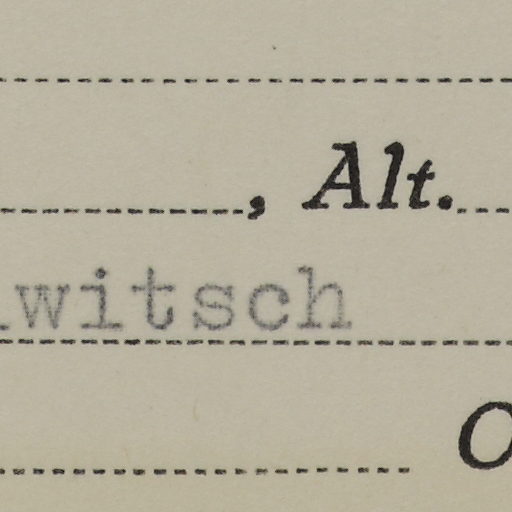 , Alt.
witsch
O